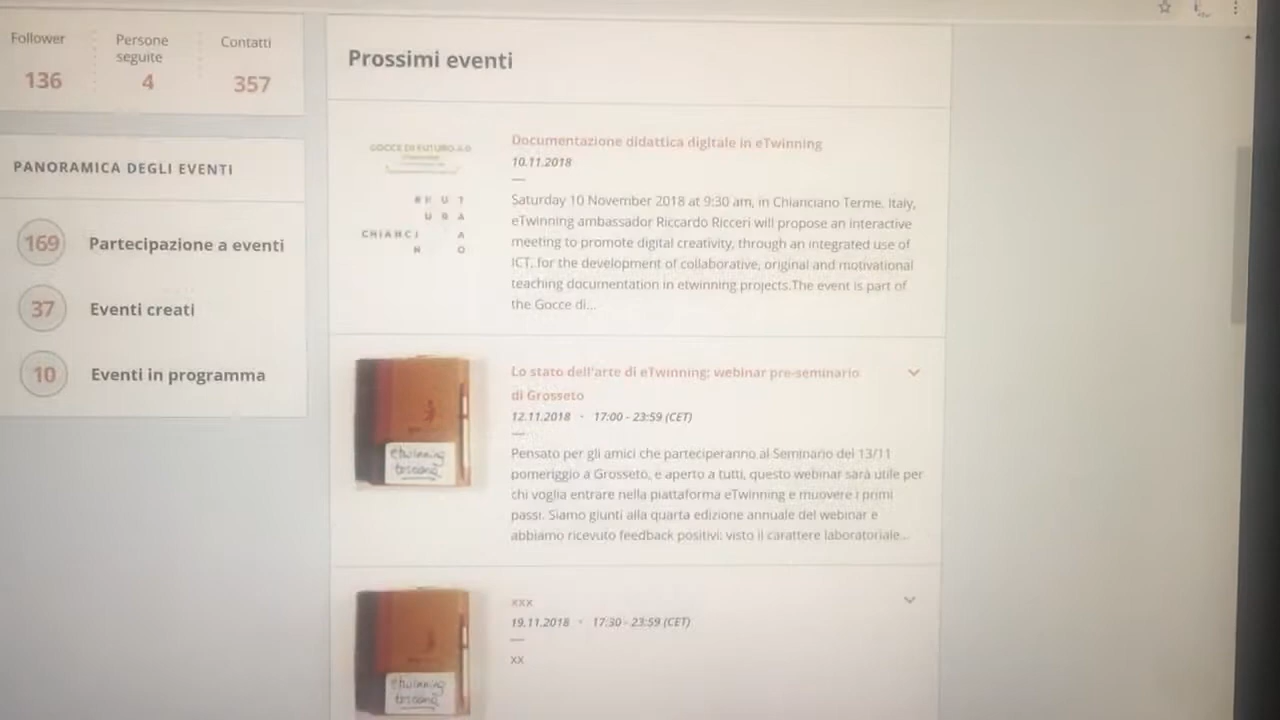 Follower
Persone
seguite
Contatti
136
4
357
PANORAMICA DEGLI EVENTI
169 Partecipazione a eventi
37 Eventi creati
10 Eventi in programma
Prossimi eventi
GOCCE DI FUTURO
R F U T
U R A
CHIANCI A
N O
Documentazione didattica digitale in eTwinning
10.11.2018
Saturday 10 November 2018 at 9:30 am, in Chianciano Terme, Italy,
eTwinning ambassador Riccardo Ricceri will propose an interactive
meeting to promote digital creativity, through an integrated use of
ICT, for the development of collaborative, original and motivational
teaching documentation in etwinning projects.The event is part of
the Gocce di...
etwinning
toscana
Lo stato dell'arte di eTwinning: webinar pre-seminario
di Grosseto
12.11.2018 - 17:00 - 23:59 (CET)
Pensato per gli amici che parteciperanno al Seminario del 13/11
pomeriggio a Grosseto, e aperto a tutti, questo webinar sarà utile per
chi voglia entrare nella piattaforma eTwinning e muovere i primi
passi. Siamo giunti alla quarta edizione annuale del webinar e
abbiamo ricevuto feedback positivi: visto il carattere laboratoriale...
etwinning
toscana
xxx
19.11.2018 - 17:30 - 23:59 (CET)
xx